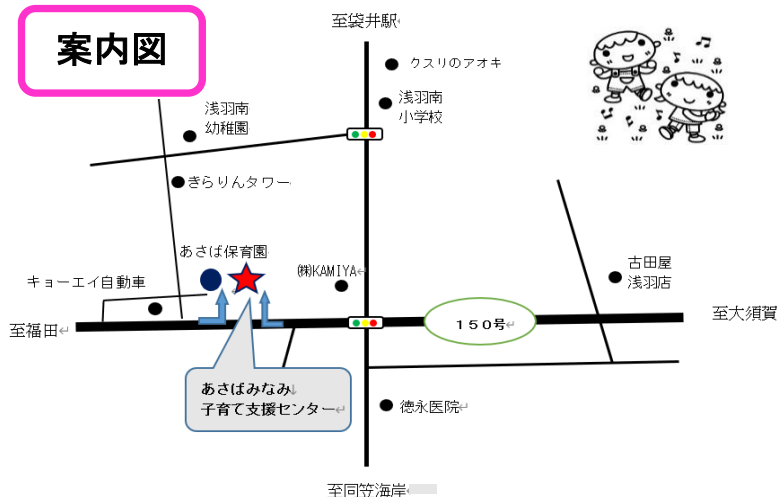 案内図
至袋井駅
クスリのアオキ
浅羽南
小学校
浅羽南
幼稚園
きらりんタワー
あさば保育園
㈱KAMIYA
キョーエイ自動車
古田屋
浅羽店
至大須賀
150号
至福田
あさばみなみ
子育て支援センター
徳永医院
至同笠海岸